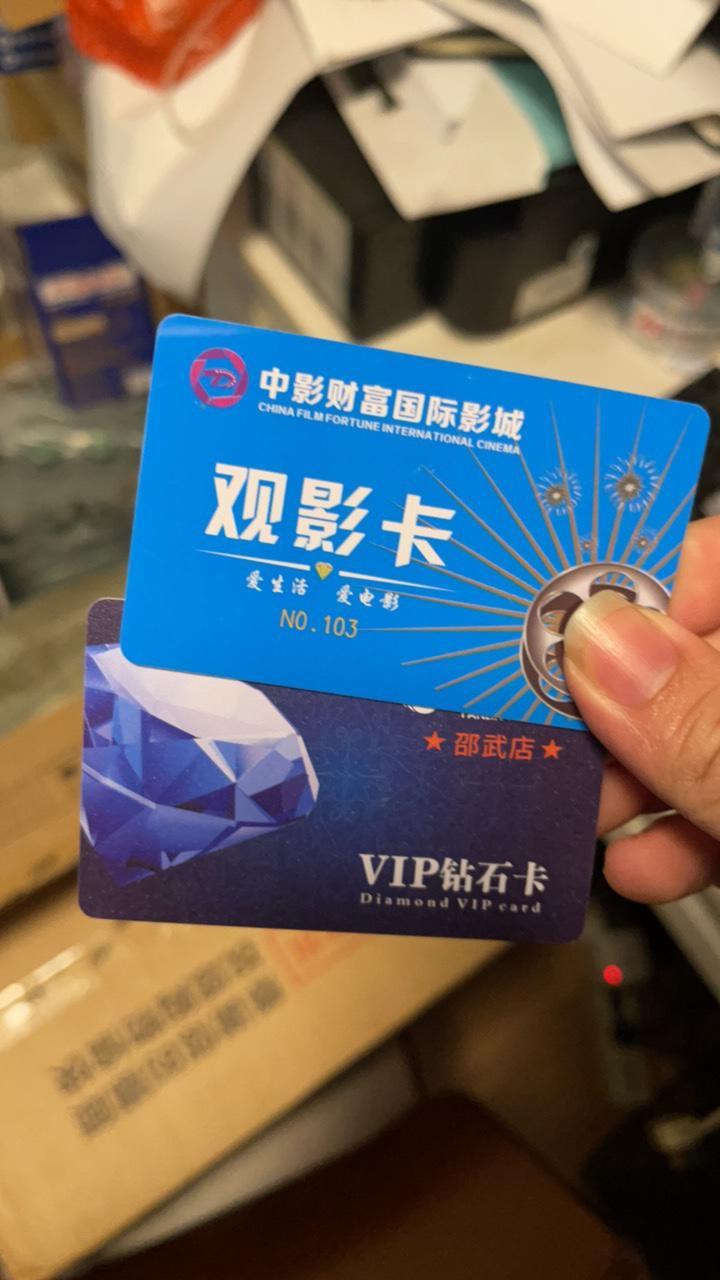 中影财富国际影城
CHINA FILM FORTUNE INTERNATIONAL CINEMA
观影卡
爱生活 爱电影
NO.103
★邵武店★
VIP钻石卡
Diamond VIP card